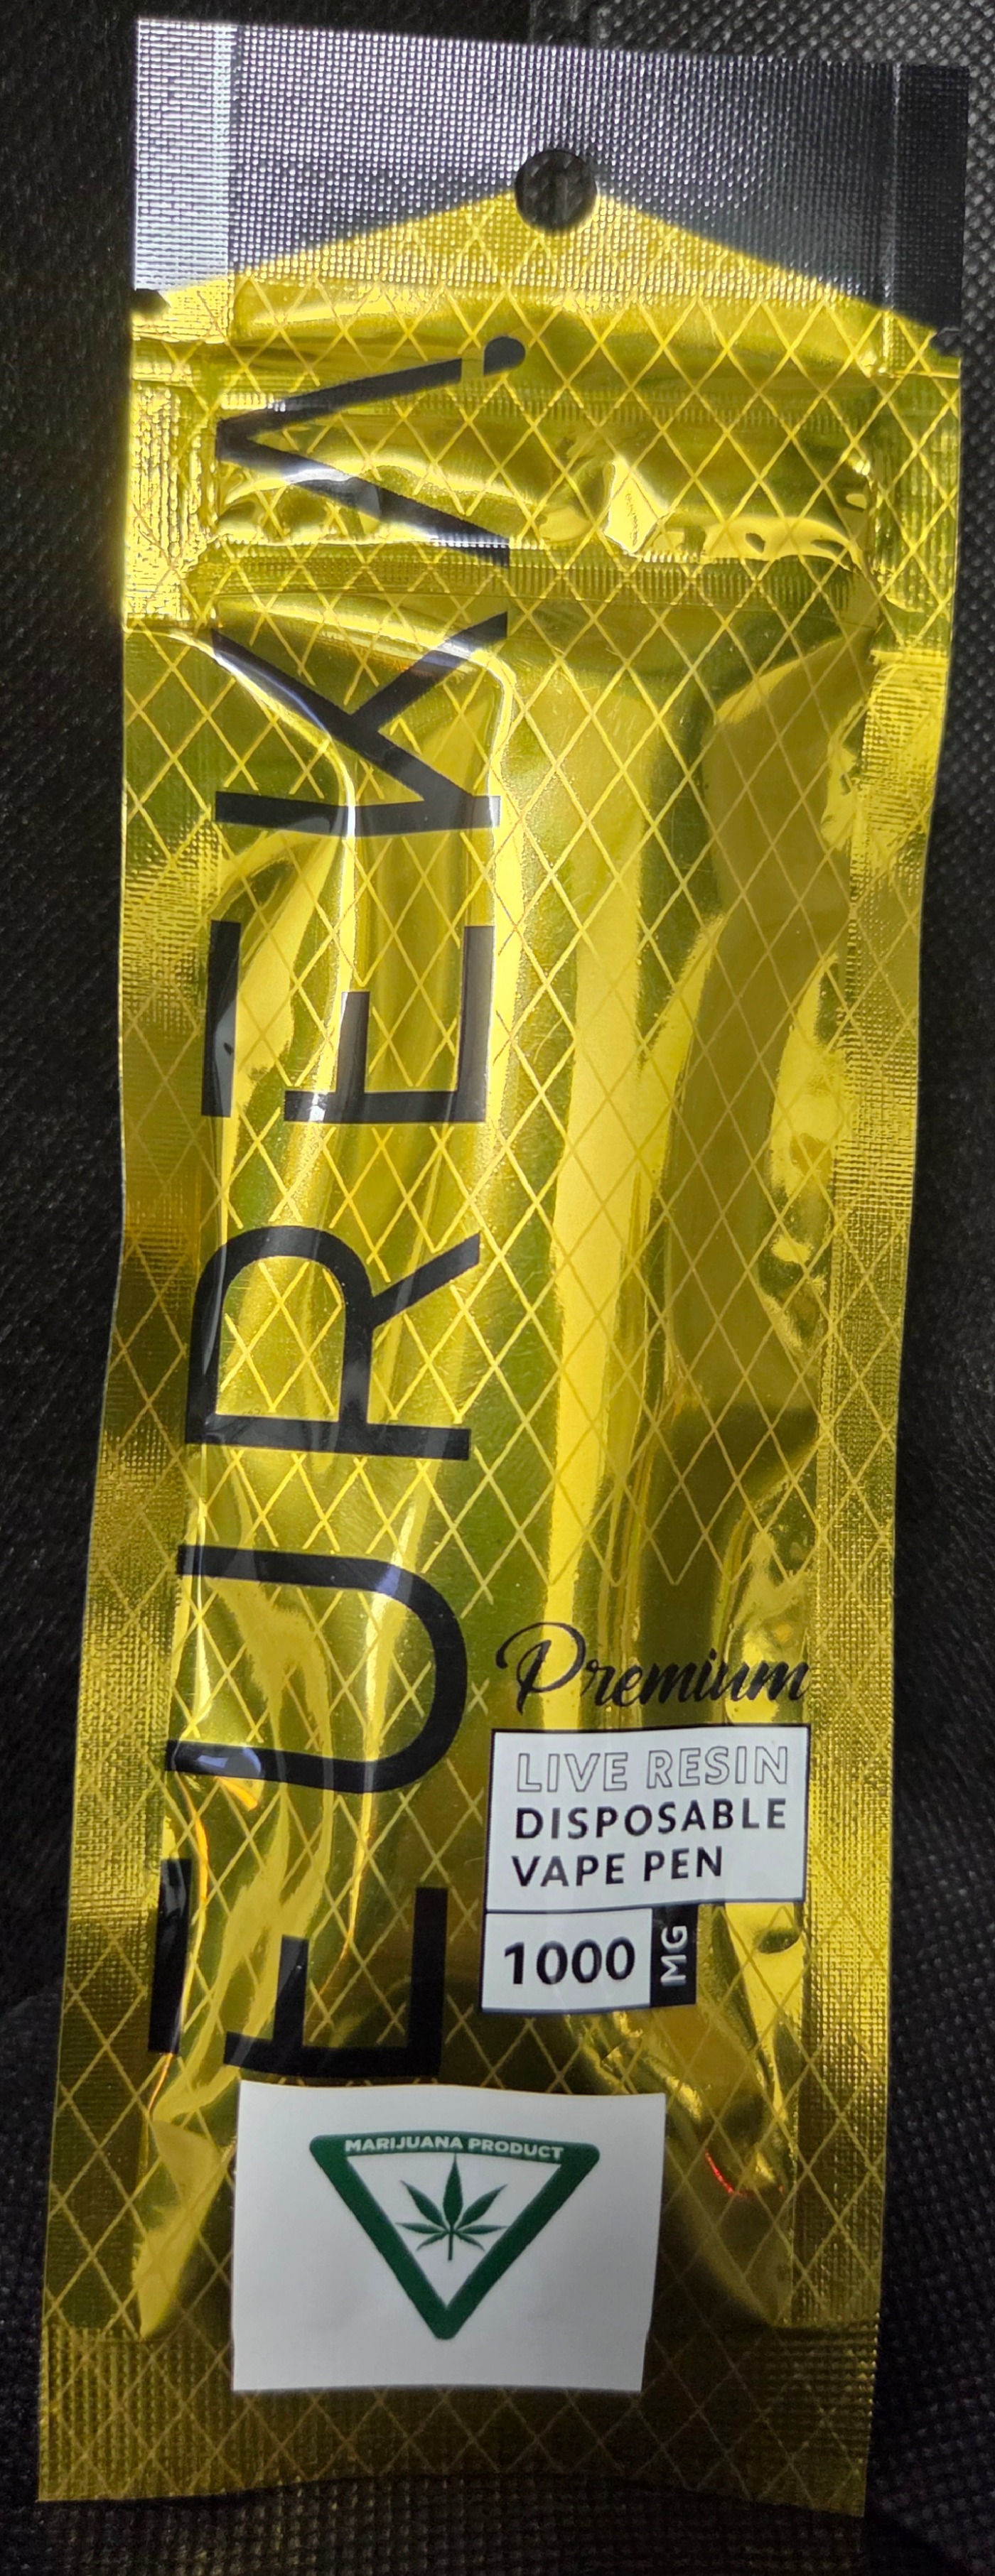 EUREKA
Premium
LIVE RESIN
DISPOSABLE
VAPE PEN
1000 MG
MARIJUANA PRODUCT